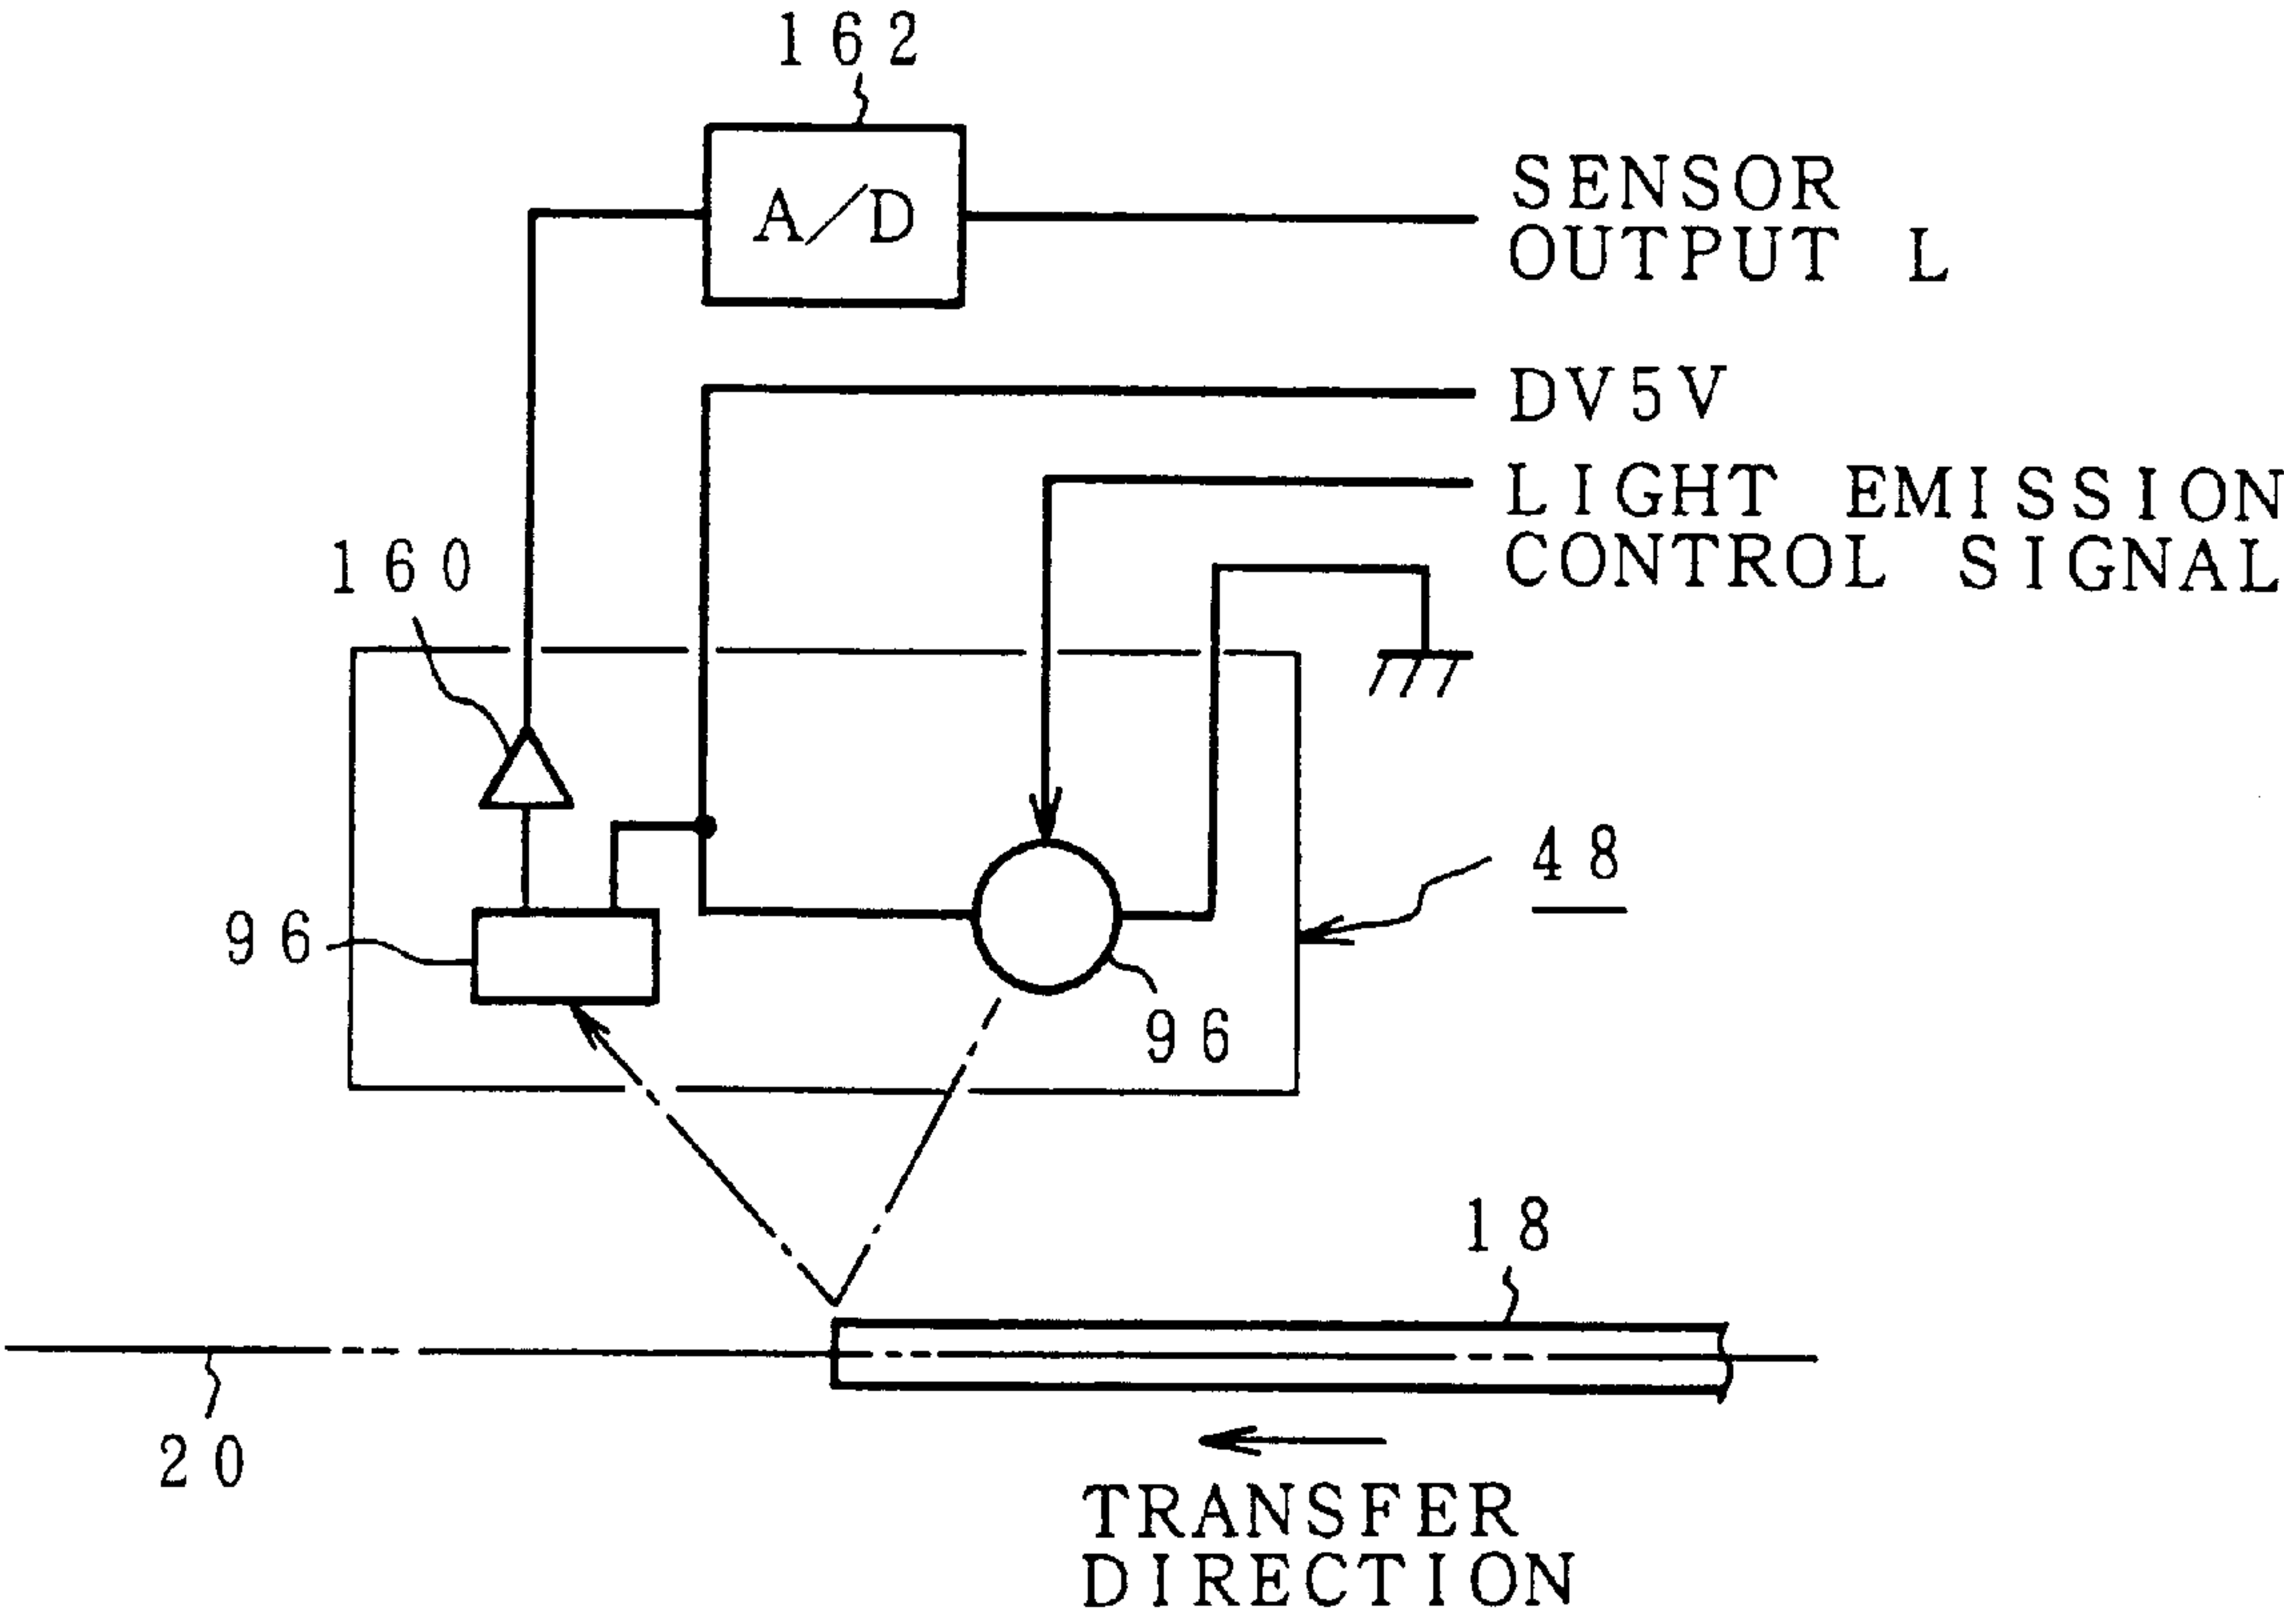 162
A/D
SENSOR
OUTPUT L
DV5V
LIGHT EMISSION
CONTROL SIGNAL
160
48
96
96
18
20
TRANSFER
DIRECTION